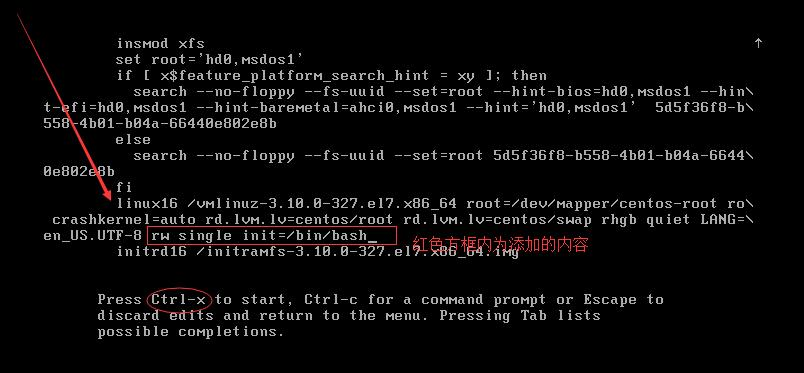 insmod xfs ↑
set root='hd0,msdos1'
if [ x$feature_platform_search_hint = xy ]; then
search --no-floppy --fs-uuid --set=root --hint-bios=hd0,msdos1 --hin\
t-efi=hd0,msdos1 --hint-baremetal=ahci0,msdos1 --hint='hd0,msdos1'  5d5f36f8-b\
558-4b01-b04a-66440e802e8b
else
search --no-floppy --fs-uuid --set=root 5d5f36f8-b558-4b01-b04a-6644\
0e802e8b
fi
linux16 /vmlinuz-3.10.0-327.el7.x86_64 root=/dev/mapper/centos-root ro\
crashkernel=auto rd.lvm.lv=centos/root rd.lvm.lv=centos/swap rhgb quiet LANG=\
en_US.UTF-8 rw single init=/bin/bash_ 红色方框内为添加的内容
initrd16 /initramfs-3.10.0-327.el7.x86_64.img
Press Ctrl-x to start, Ctrl-c for a command prompt or Escape to
discard edits and return to the menu. Pressing Tab lists
possible completions.